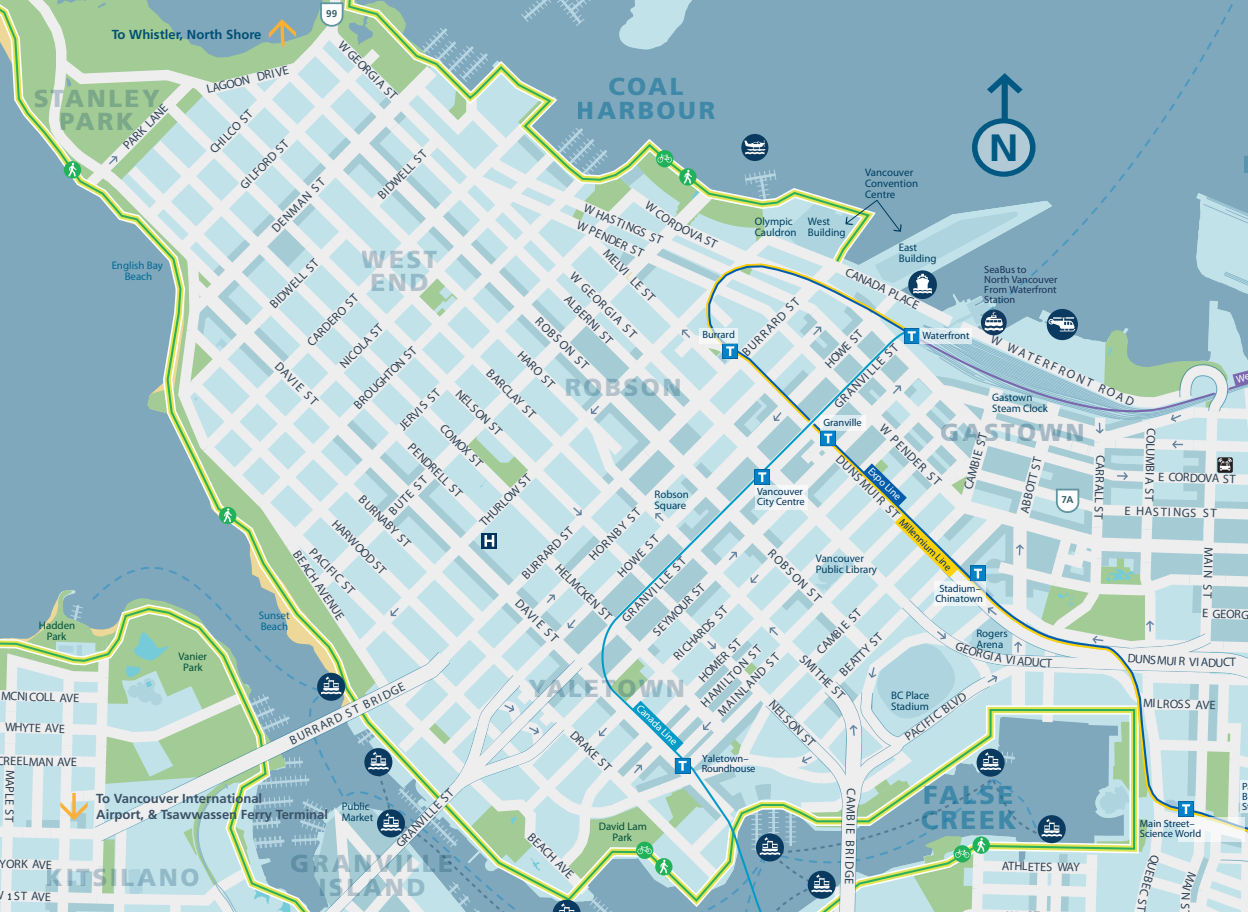 99
To Whistler, North Shore
W GEORGIA ST
LAGOON DRIVE
STANLEY
PARK
PARK LANE
CHILCO ST
GILFORD ST
DENMAN ST
BIDWELL ST
COAL
HARBOUR
N
Vancouver
Convention
Centre
W HASTINGS ST
W CORDOVA ST
W PENDER ST
MELVILLE ST
Olympic
Cauldron
West
Building
East
Building
CANADA PLACE
SeaBus to
North Vancouver
From Waterfront
Station
English Bay
Beach
WEST
END
BIDWELL ST
CARDERO ST
NICOLA ST
BROUGHTON ST
JERVIS ST
W GEORGIA ST
ALBERNI ST
ROBSON ST
HARO ST
BARCLAY ST
NELSON ST
COMOX ST
PENDRELL ST
DAVIE ST
BURNABY ST
HARWOOD ST
PACIFIC ST
BEACH AVENUE
BUTE ST
THURLOW ST
ROBSON
Burrard
T
BURRARD ST
HOWE ST
GRANVILLE ST
T
Waterfront
W WATERFRONT ROAD
We
Gastown
Steam Clock
GASTOWN
Granville
T
W PENDER ST
DUNSMUIR ST
Expo Line
Millennium Line
CAMBIE ST
ABBOTT ST
CARRALL ST
COLUMBIA ST
E CORDOVA ST
7A
E HASTINGS ST
MAIN ST
E GEORG
T
Vancouver
City Centre
Robson
Square
H
BURRARD ST
HORNBY ST
HOWE ST
HELMCKEN ST
GRANVILLE ST
SEYMOUR ST
RICHARDS ST
HOMER ST
HAMILTON ST
MAINLAND ST
ROBSON ST
Vancouver
Public Library
CAMBIE ST
BEATTY ST
SMITHE ST
NELSON ST
T
Stadium–
Chinatown
Rogers
Arena
GEORGIA VIADUCT
DUNSMUIR VIADUCT
MILROSS AVE
BC Place
Stadium
PACIFIC BLVD
DAVIE ST
YALETOWN
Canada Line
DRAKE ST
T
Yaletown–
Roundhouse
Sunset
Beach
Hadden
Park
Vanier
Park
MCNICOLL AVE
WHYTE AVE
CREELMAN AVE
MAPLE ST
BURRARD ST BRIDGE
To Vancouver International
Airport, & Tsawwassen Ferry Terminal
Public
Market
GRANVILLE ST
GRANVILLE
ISLAND
YORK AVE
KITSILANO
W 1ST AVE
BEACH AVE
David Lam
Park
CAMBIE BRIDGE
FALSE
CREEK
ATHLETES WAY
T
Main Street–
Science World
QUEBEC ST
MAIN S